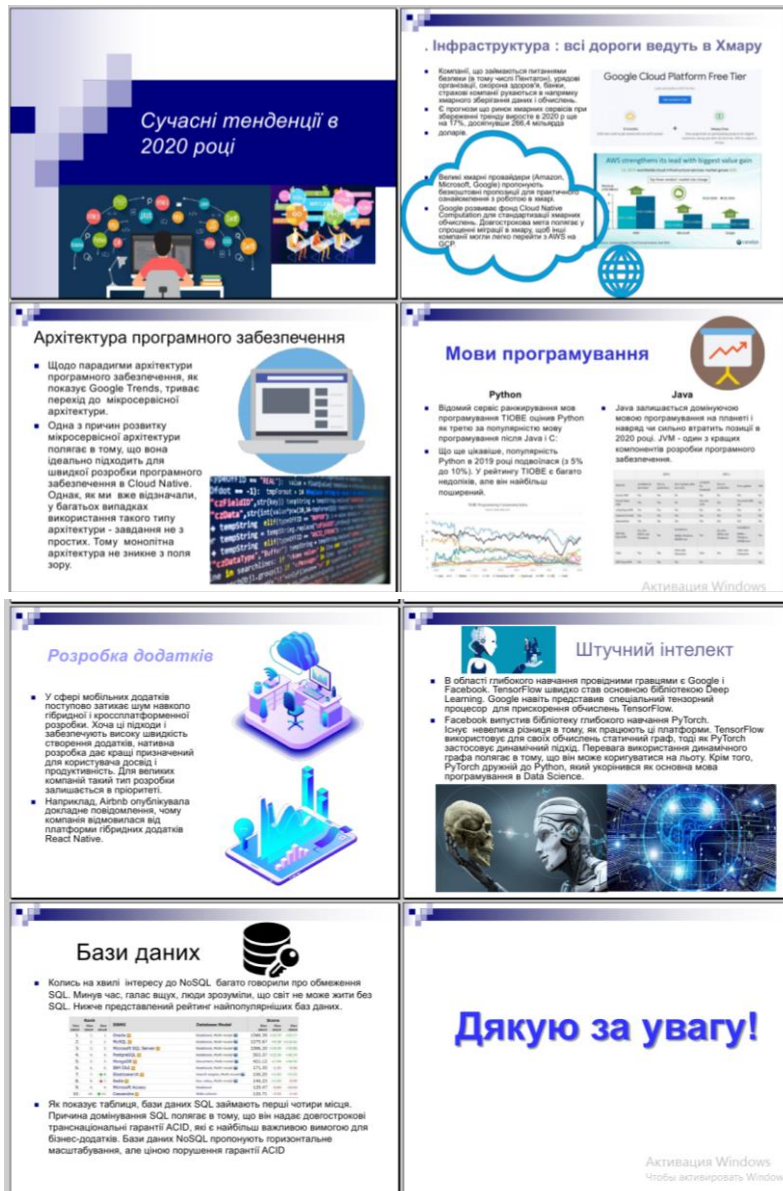 Сучасні тенденції в
2020 році
. Інфраструктура : всі дороги ведуть в Хмару
Компанії, що займаються питаннями
безпеки (в тому числі Пентагон), урядові
організації, охорона здоров'я, банки,
страхові компанії рухаються в напрямку
хмарного зберігання даних і обчислень.
Є прогнози що ринок хмарних сервісів при
збереженні тренду виросте в 2020 р ще
на 17%, досягнувши 266,4 мільярда
доларів.
Великі хмарні провайдери (Amazon,
Microsoft, Google) пропонують
безкоштовні пропозиції для практичного
ознайомлення з роботою в хмарі.
Google розвиває фонд Cloud Native
Computation для стандартизації хмарних
обчислень. Довгострокова мета полягає у
спрощенні міграції в хмару, щоб інші
компанії могли легко перейти з AWS на
GCP.
Google Cloud Platform Free Tier
AWS strengthens its lead with biggest value gain
Архітектура програмного забезпечення
Щодо парадигми архітектури
програмного забезпечення, як
показує Google Trends, триває
перехід до мікросервісної
архітектури.
Одна з причин розвитку
мікросервісної архітектури
полягає в тому, що вона
ідеально підходить для
швидкої розробки програмного
забезпечення в Cloud Native.
Однак, як ми вже відзначали,
у багатьох випадках
використання такого типу
архітектури - завдання не з
простих. Тому монолітна
архітектура не зникне з поля
зору.
Мови програмування
Python
Відомий сервіс ранжирування мов
програмування TIOBE оцінив Python
як третю за популярністю мову
програмування після Java і C:
Що ще цікавіше, популярність
Python в 2019 році подвоїлася (з 5%
до 10%). У рейтингу TIOBE є багато
недоліків, але він найбільш
поширений.
Java
Java залишається домінуючою
мовою програмування на планеті і
навряд чи сильно втратить позиції в
2020 році. JVM - один з кращих
компонентів розробки програмного
забезпечення.
Активация Windows
Розробка додатків
У сфері мобільних додатків
поступово затихає шум навколо
гібридної і кроссплатформенної
розробки. Хоча ці підходи і
забезпечують високу швидкість
створення додатків, нативна
розробка дає кращі призначений
для користувача досвід і
продуктивність. Для великих
компаній такий тип розробки
залишається в пріоритеті.
Наприклад, Airbnb опублікувала
докладне повідомлення, чому
компанія відмовилася від
платформи гібридних додатків
React Native.
Штучний інтелект
В області глибокого навчання провідними гравцями є Google і
Facebook. TensorFlow швидко став основною бібліотекою Deep
Learning. Google навіть представив спеціальний тензорний
процесор для прискорення обчислень TensorFlow.
Facebook випустив бібліотеку глибокого навчання PyTorch.
Існує невелика різниця в тому, як працюють ці платформи. TensorFlow
використовує для своїх обчислень статичний граф, тоді як PyTorch
застосовує динамічний підхід. Перевага використання динамічного
графа полягає в тому, що він може коригуватися на льоту. Крім того,
PyTorch дружній до Python, який укорінився як основна мова
програмування в Data Science.
Бази даних
Колись на хвилі інтересу до NoSQL багато говорили про обмеження
SQL. Минув час, галас вщух, люди зрозуміли, що світ не може жити без
SQL. Нижче представлений рейтинг найпопулярніших баз даних.
Як показує таблиця, бази даних SQL займають перші чотири місця.
Причина домінування SQL полягає в тому, що він надає довгострокові
транснаціональні гарантії ACID, які є найбільш важливою вимогою для
бізнес-додатків. Бази даних NoSQL пропонують горизонтальне
масштабування, але ціною порушення гарантії ACID
Дякую за увагу!
Активация Windows
Чтобы активировать Window